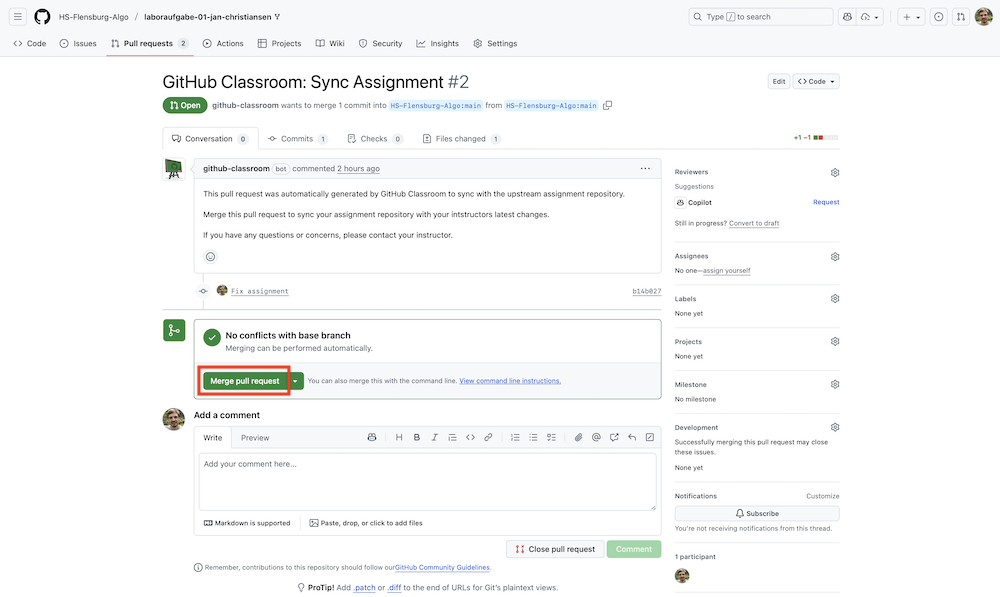 HS-Flensburg-Algo / laboraufgabe-01-jan-christiansen
Type / to search
Code Issues Pull requests 2 Actions Projects Wiki Security Insights Settings
GitHub Classroom: Sync Assignment #2
Edit Code
Open github-classroom wants to merge 1 commit into HS-Flensburg-Algo:main from HS-Flensburg-Algo:main
Conversation 0 Commits 1 Checks 0 Files changed 1
+1 −1
github-classroom bot commented 2 hours ago
This pull request was automatically generated by GitHub Classroom to sync with the upstream assignment repository.
Merge this pull request to sync your assignment repository with your intstructors latest changes.
If you have any questions or concerns, please contact your instructor.
Fix assignment b14b027
No conflicts with base branch
Merging can be performed automatically.
Merge pull request You can also merge this with the command line. View command line instructions.
Add a comment
Write Preview
H B I
Add your comment here...
Markdown is supported Paste, drop, or click to add files
Close pull request Comment
Remember, contributions to this repository should follow our GitHub Community Guidelines.
ProTip! Add .patch or .diff to the end of URLs for Git's plaintext views.
Reviewers
Suggestions
Copilot Request
Still in progress? Convert to draft
Assignees
No one—assign yourself
Labels
None yet
Projects
None yet
Milestone
No milestone
Development
Successfully merging this pull request may close
these issues.
None yet
Notifications Customize
Subscribe
You're not receiving notifications from this thread.
1 participant